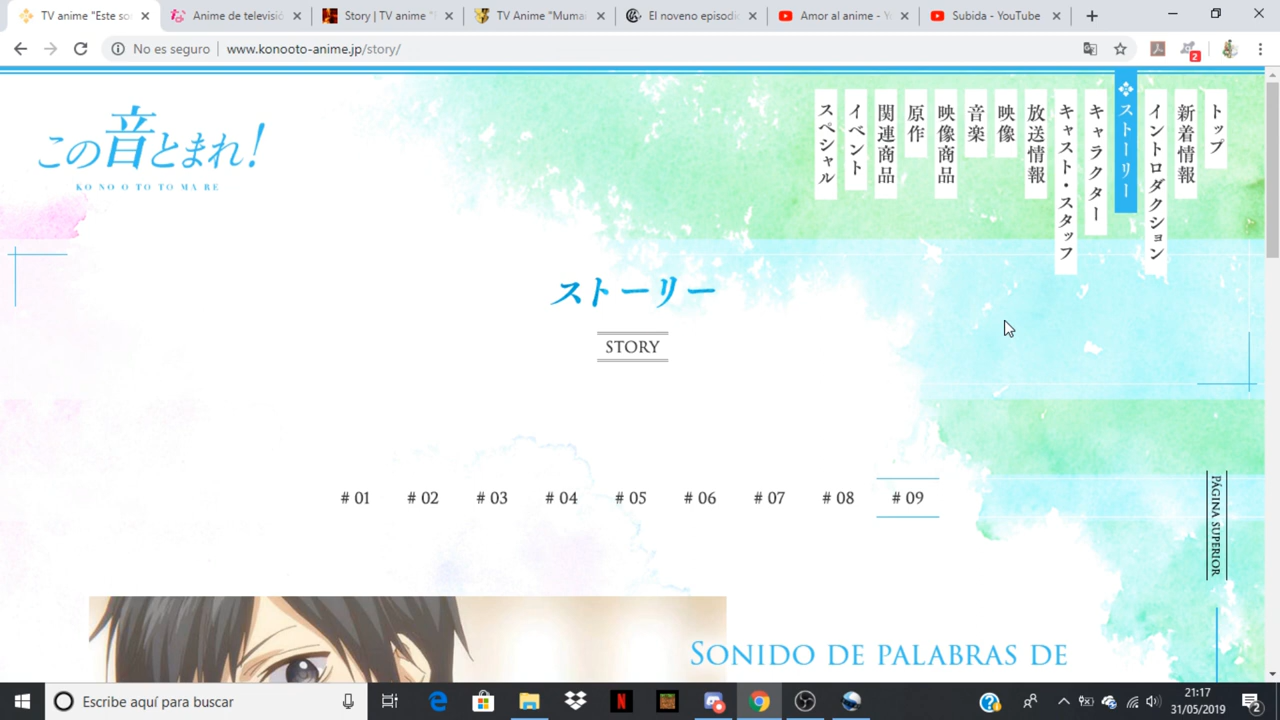 TV anime "Este son
Anime de televisió
Story | TV anime "
TV Anime "Muma
El noveno episodio
Amor al anime - Y
Subida - YouTube
No es seguro
www.konooto-anime.jp/story/
2
この音とまれ!
KO NO O TO TO MA RE
トップ
新着情報
イントロダクション
ストーリー
キャラクター
キャスト・スタッフ
放送情報
映像
音楽
映像商品
原作
関連商品
イベント
スペシャル
ストーリー
STORY
# 01
# 02
# 03
# 04
# 05
# 06
# 07
# 08
# 09
PÁGINA SUPERIOR
SONIDO DE PALABRAS DE
Escribe aquí para buscar
21:17
31/05/2019
2